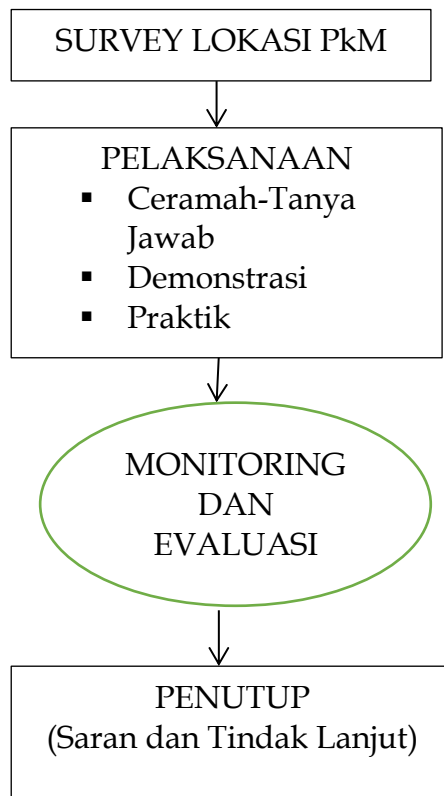 SURVEY LOKASI PkM
PELAKSANAAN
▪ Ceramah-Tanya
Jawab
▪ Demonstrasi
▪ Praktik
MONITORING
DAN
EVALUASI
PENUTUP
(Saran dan Tindak Lanjut)